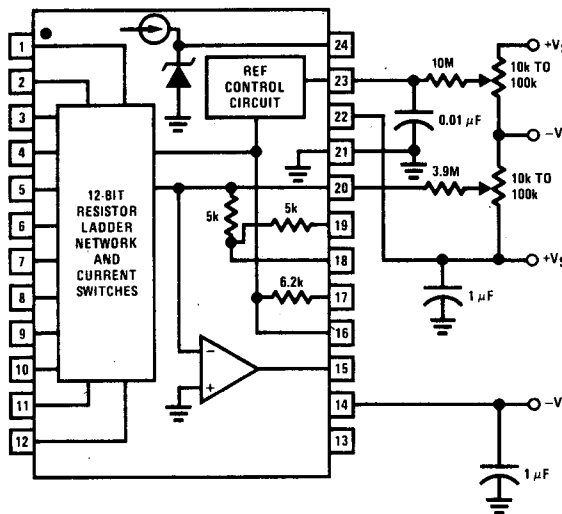 1
2
3
4
5
6
7
8
9
10
11
12
12-BIT
RESISTOR
LADDER
NETWORK
AND
CURRENT
SWITCHES
REF
CONTROL
CIRCUIT
5k
5k
6.2k
−
+
24
23
22
21
20
19
18
17
16
15
14
13
10M
0.01 µF
3.9M
1 µF
1 µF
+VS
10k TO
100k
−V
10k TO
100k
+VS
−V